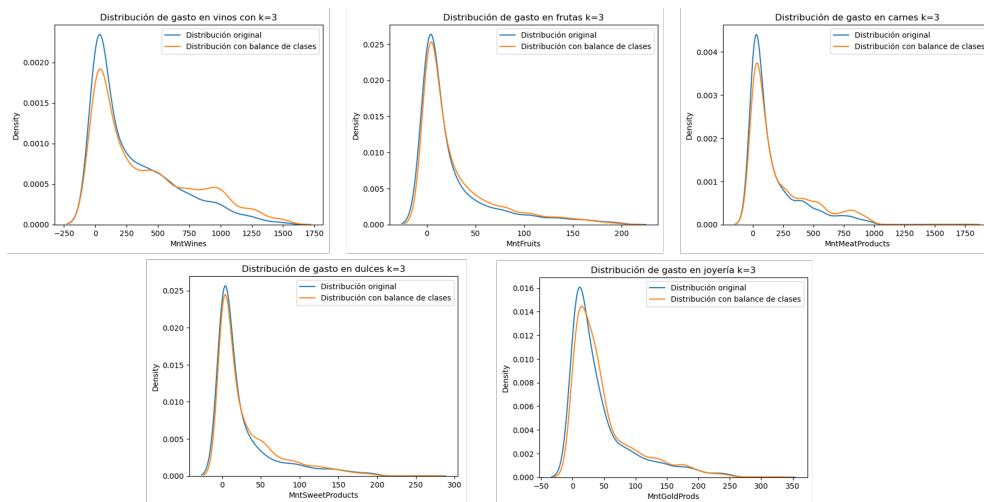 Distribución de gasto en vinos con k=3
Distribución original
Distribución con balance de clases
Density
0.0020
0.0015
0.0010
0.0005
0.0000
−250 0 250 500 750 1000 1250 1500 1750
MntWines
Distribución de gasto en frutas k=3
Distribución original
Distribución con balance de clases
Density
0.025
0.020
0.015
0.010
0.005
0.000
0 50 100 150 200
MntFruits
Distribución de gasto en carnes k=3
Distribución original
Distribución con balance de clases
Density
0.004
0.003
0.002
0.001
0.000
0 250 500 750 1000 1250 1500 1750
MntMeatProducts
Distribución de gasto en dulces k=3
Distribución original
Distribución con balance de clases
Density
0.025
0.020
0.015
0.010
0.005
0.000
0 50 100 150 200 250 300
MntSweetProducts
Distribución de gasto en joyería k=3
Distribución original
Distribución con balance de clases
Density
0.016
0.014
0.012
0.010
0.008
0.006
0.004
0.002
0.000
−50 0 50 100 150 200 250 300 350
MntGoldProds